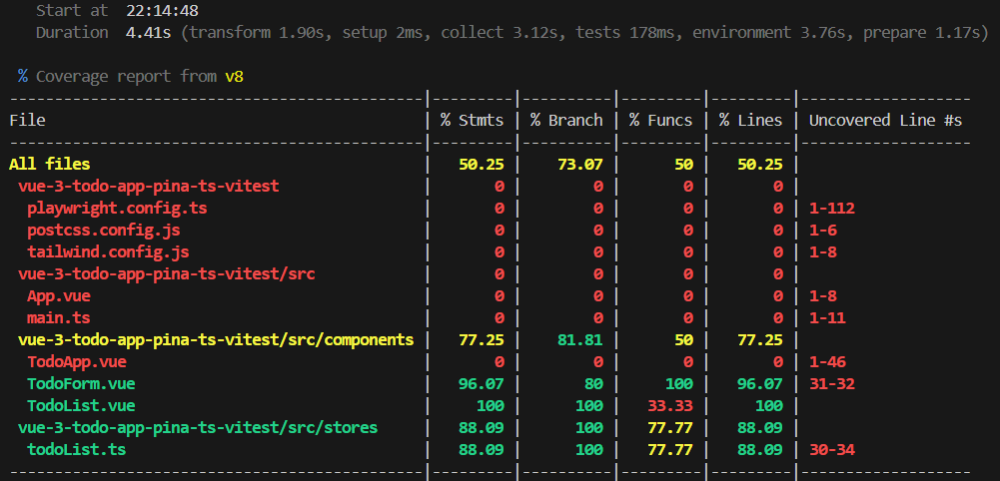 Start at 22:14:48
Duration 4.41s (transform 1.90s, setup 2ms, collect 3.12s, tests 178ms, environment 3.76s, prepare 1.17s)
% Coverage report from v8
----------------------------------------------|---------|----------|---------|---------|-------------------
File | % Stmts | % Branch | % Funcs | % Lines | Uncovered Line #s
----------------------------------------------|---------|----------|---------|---------|-------------------
All files | 50.25 | 73.07 | 50 | 50.25 |
vue-3-todo-app-pina-ts-vitest | 0 | 0 | 0 | 0 |
playwright.config.ts | 0 | 0 | 0 | 0 | 1-112
postcss.config.js | 0 | 0 | 0 | 0 | 1-6
tailwind.config.js | 0 | 0 | 0 | 0 | 1-8
vue-3-todo-app-pina-ts-vitest/src | 0 | 0 | 0 | 0 |
App.vue | 0 | 0 | 0 | 0 | 1-8
main.ts | 0 | 0 | 0 | 0 | 1-11
vue-3-todo-app-pina-ts-vitest/src/components | 77.25 | 81.81 | 50 | 77.25 |
TodoApp.vue | 0 | 0 | 0 | 0 | 1-46
TodoForm.vue | 96.07 | 80 | 100 | 96.07 | 31-32
TodoList.vue | 100 | 100 | 33.33 | 100 |
vue-3-todo-app-pina-ts-vitest/src/stores | 88.09 | 100 | 77.77 | 88.09 |
todoList.ts | 88.09 | 100 | 77.77 | 88.09 | 30-34
----------------------------------------------|---------|----------|---------|---------|-------------------